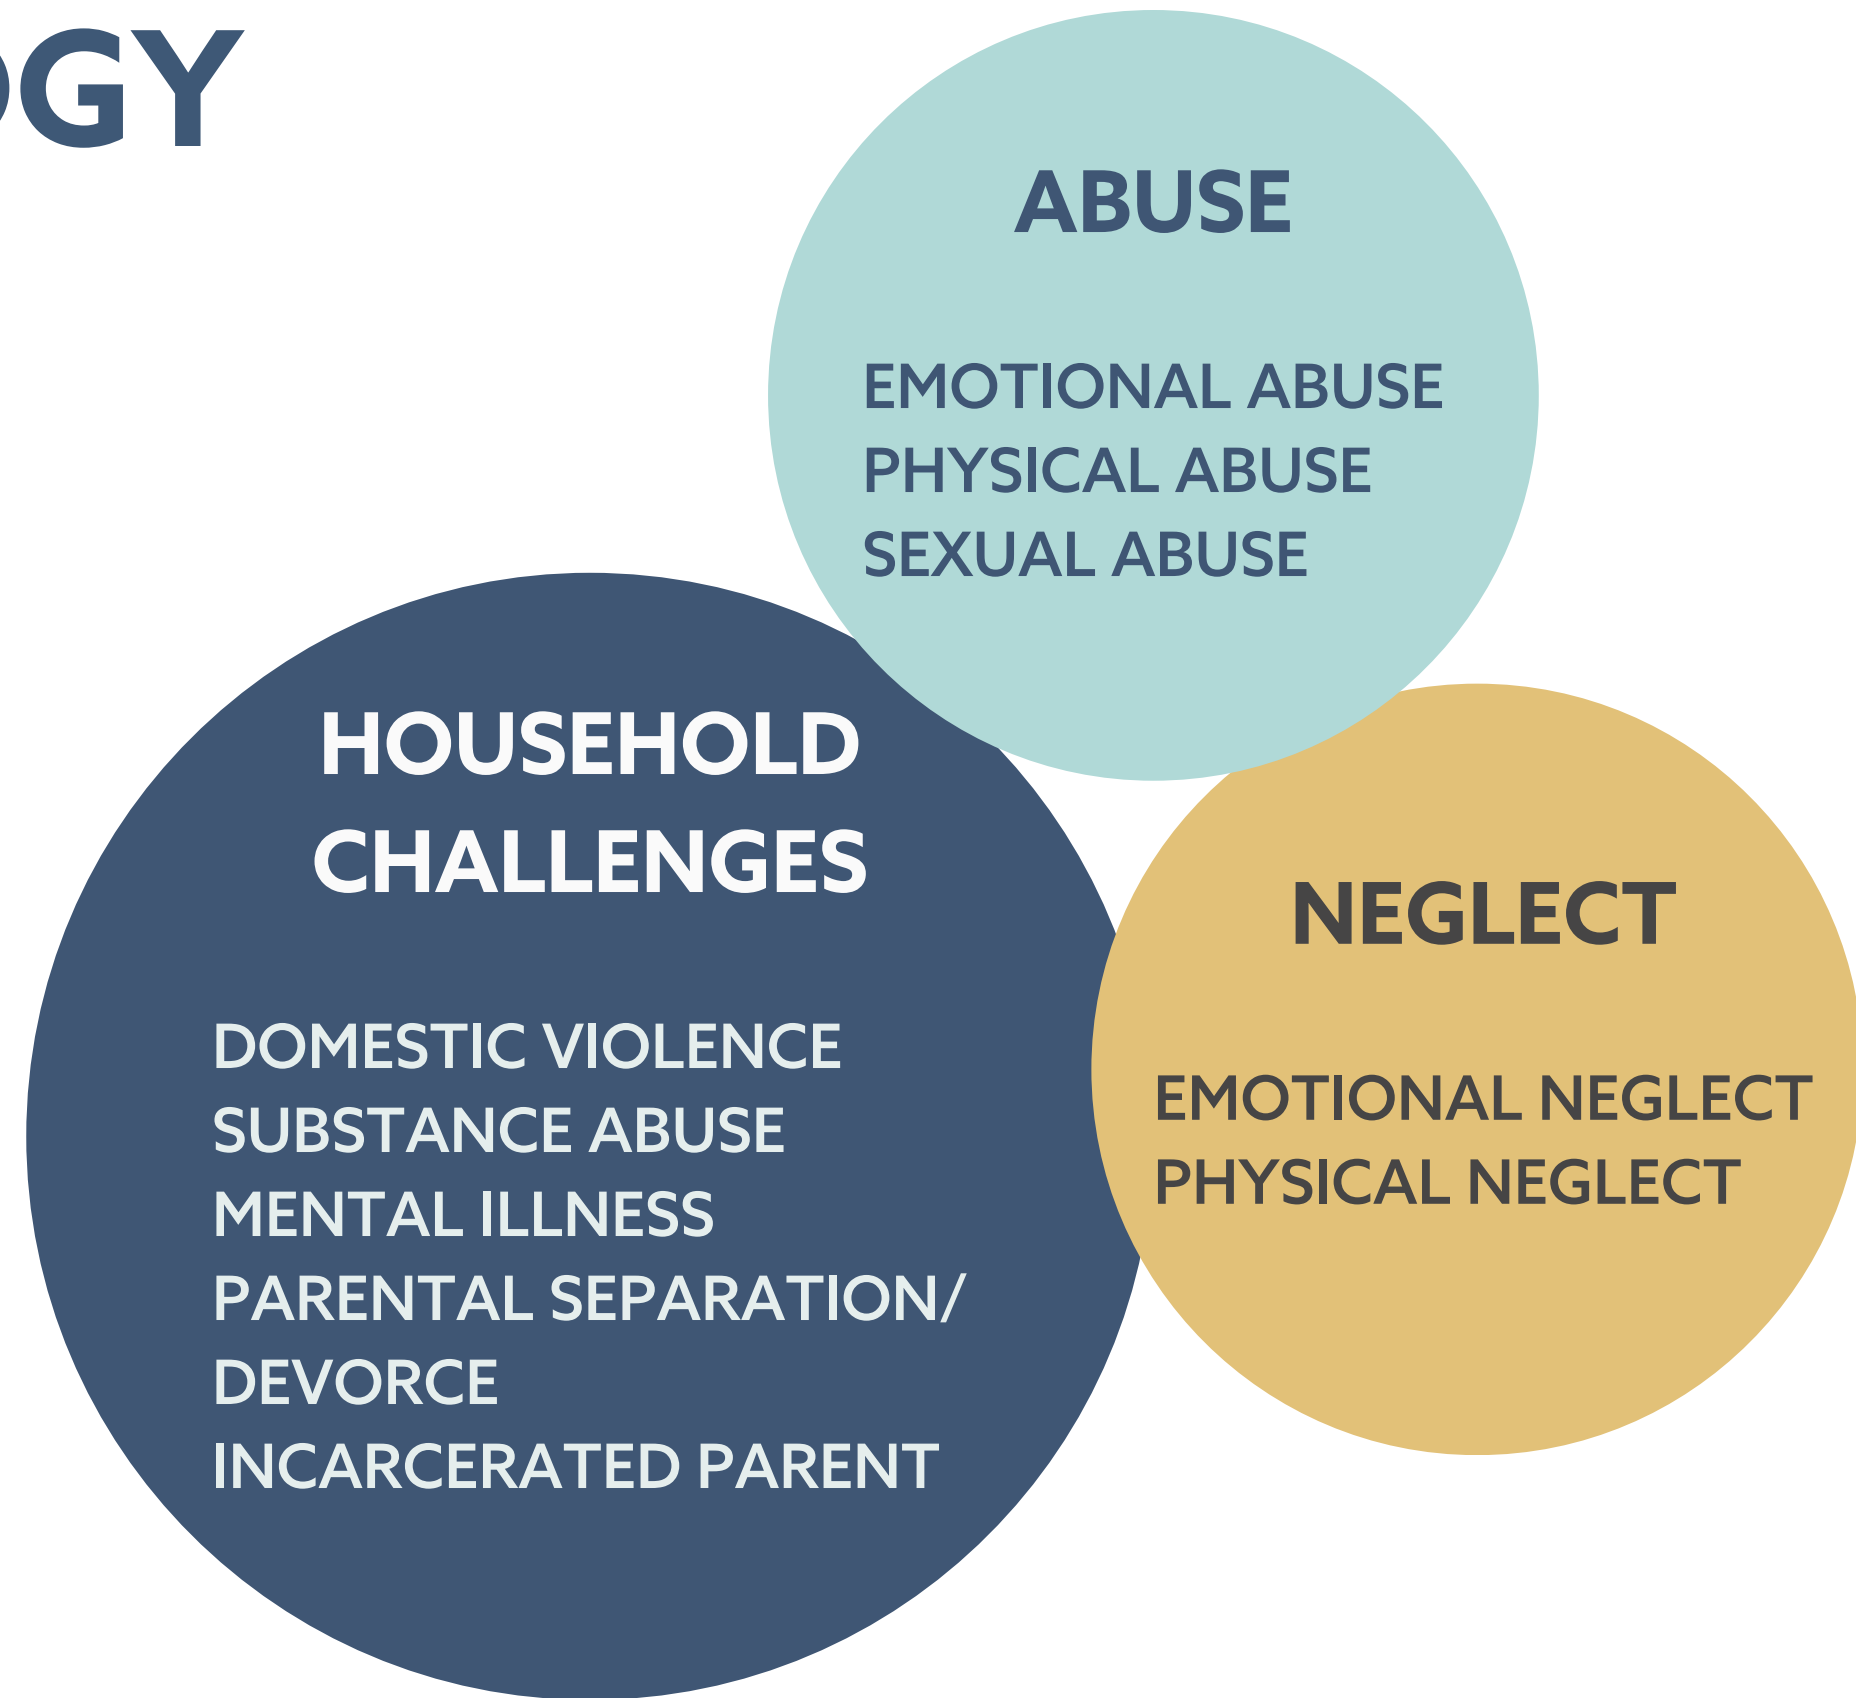 OGY
ABUSE
EMOTIONAL ABUSE
PHYSICAL ABUSE
SEXUAL ABUSE
HOUSEHOLD
CHALLENGES
DOMESTIC VIOLENCE
SUBSTANCE ABUSE
MENTAL ILLNESS
PARENTAL SEPARATION/
DEVORCE
INCARCERATED PARENT
NEGLECT
EMOTIONAL NEGLECT
PHYSICAL NEGLECT